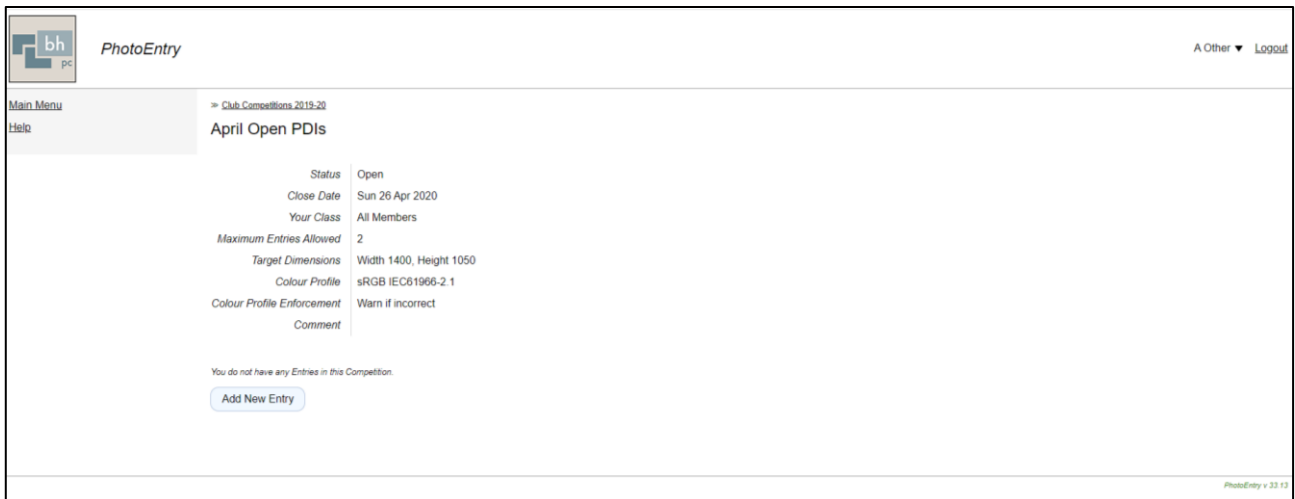 bh
pc
PhotoEntry
A Other ▼ Logout
Main Menu
Help
≫ Club Competitions 2019-20
April Open PDIs
Status Open
Close Date Sun 26 Apr 2020
Your Class All Members
Maximum Entries Allowed 2
Target Dimensions Width 1400, Height 1050
Colour Profile sRGB IEC61966-2.1
Colour Profile Enforcement Warn if incorrect
Comment
You do not have any Entries in this Competition.
Add New Entry
PhotoEntry v 33.13